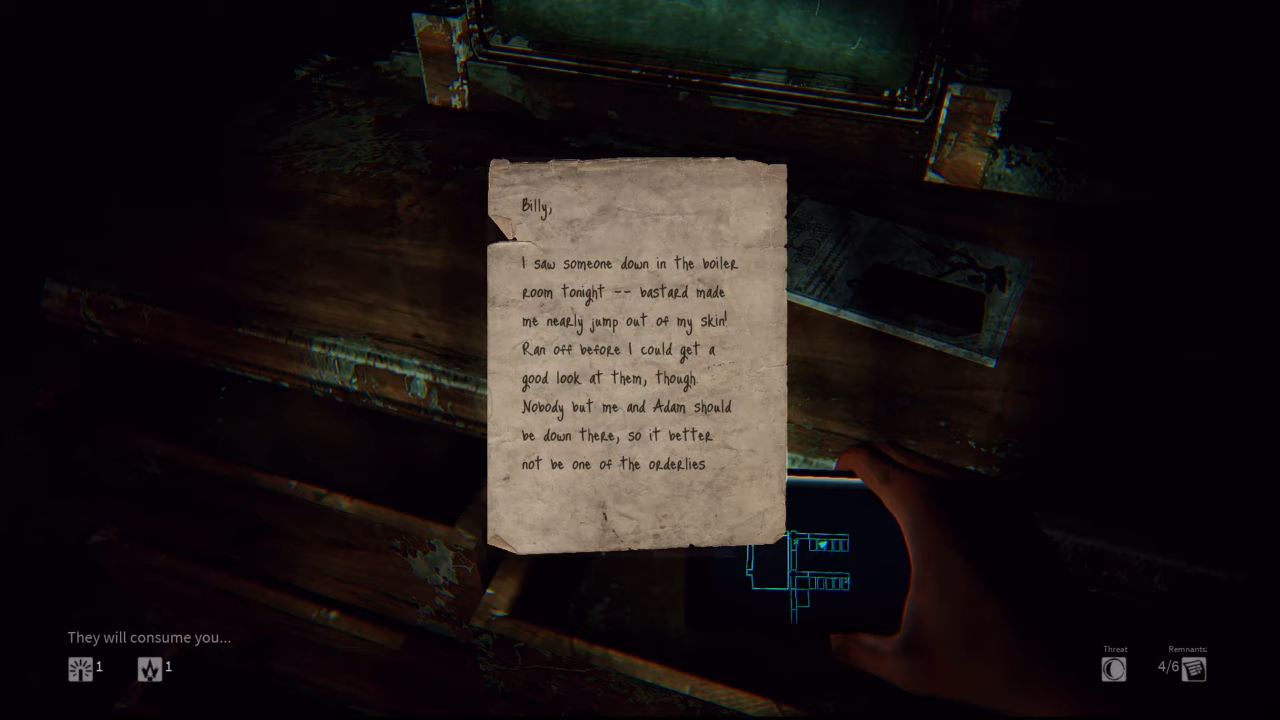 Billy,
I saw someone down in the boiler
room tonight -- bastard made
me nearly jump out of my skin!
Ran off before I could get a
good look at them, though
Nobody but me and Adam should
be down there, so it better
not be one of the orderlies
They will consume you...
1
1
Threat
Remnants:
4/6